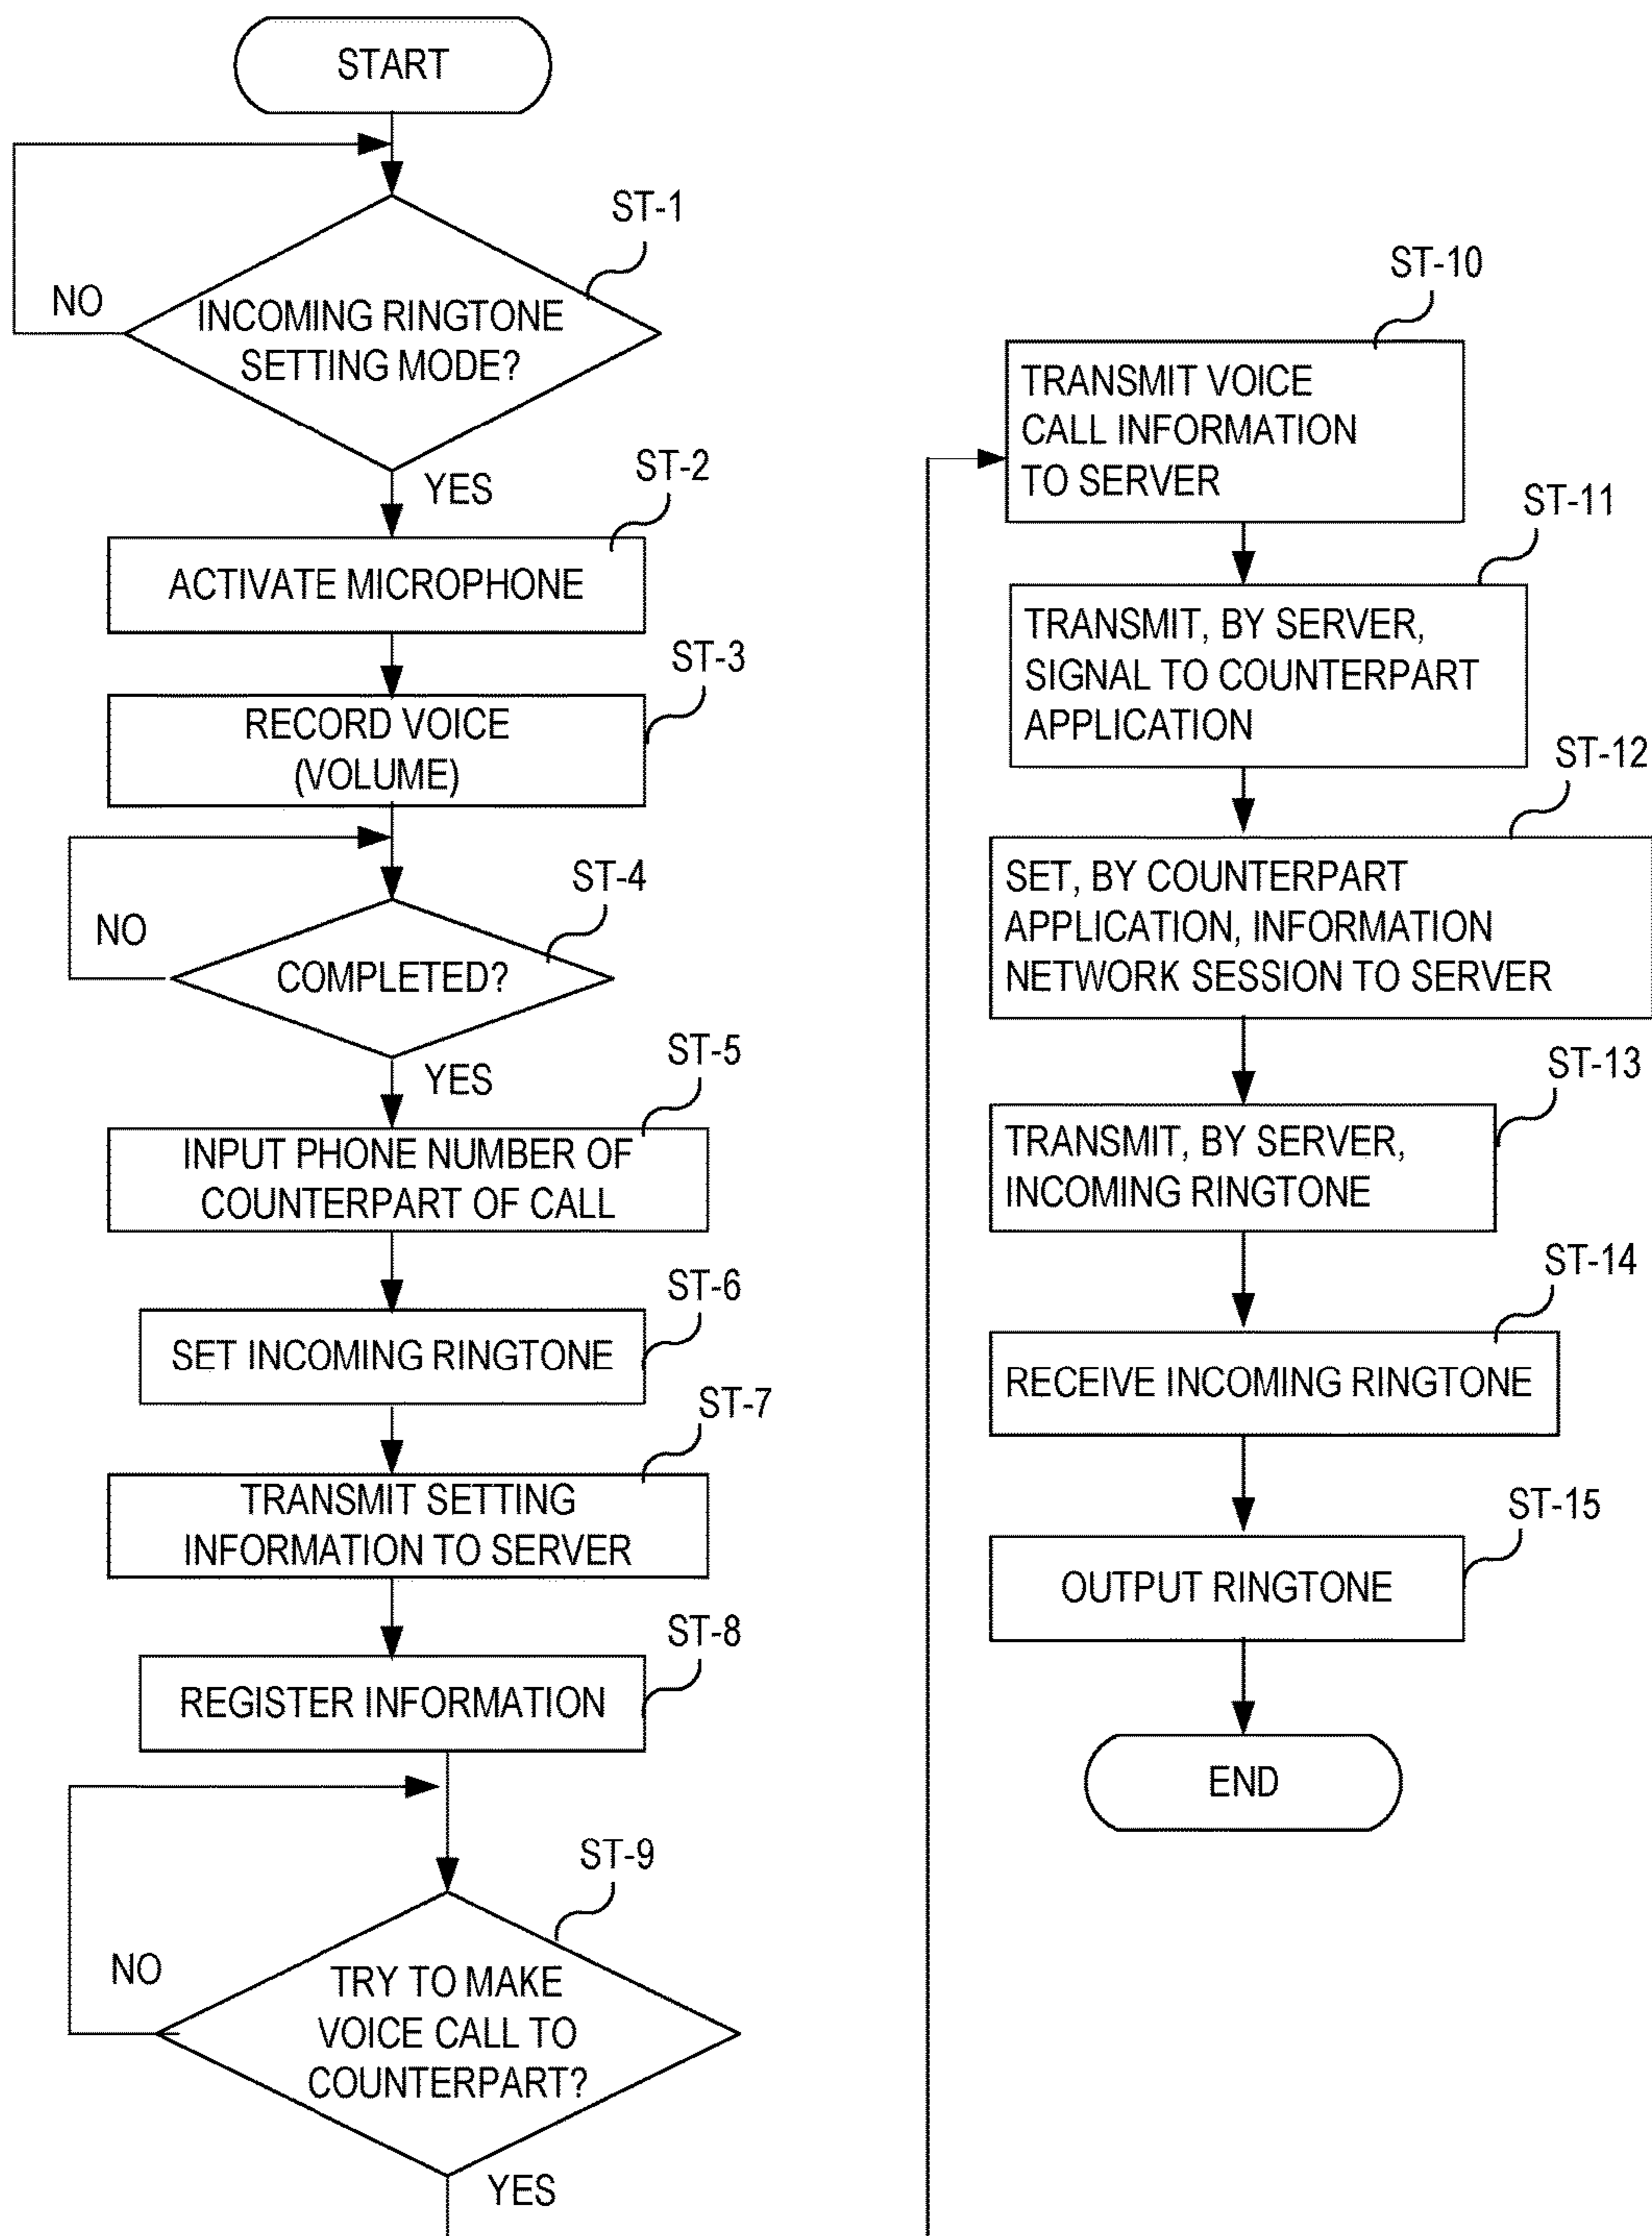 START
ST-1
NO
INCOMING RINGTONE
SETTING MODE?
YES
ST-2
ACTIVATE MICROPHONE
ST-3
RECORD VOICE
(VOLUME)
ST-4
NO
COMPLETED?
YES
ST-5
INPUT PHONE NUMBER OF
COUNTERPART OF CALL
ST-6
SET INCOMING RINGTONE
ST-7
TRANSMIT SETTING
INFORMATION TO SERVER
ST-8
REGISTER INFORMATION
ST-9
NO
TRY TO MAKE
VOICE CALL TO
COUNTERPART?
YES
ST-10
TRANSMIT VOICE
CALL INFORMATION
TO SERVER
ST-11
TRANSMIT, BY SERVER,
SIGNAL TO COUNTERPART
APPLICATION
ST-12
SET, BY COUNTERPART
APPLICATION, INFORMATION
NETWORK SESSION TO SERVER
ST-13
TRANSMIT, BY SERVER,
INCOMING RINGTONE
ST-14
RECEIVE INCOMING RINGTONE
ST-15
OUTPUT RINGTONE
END